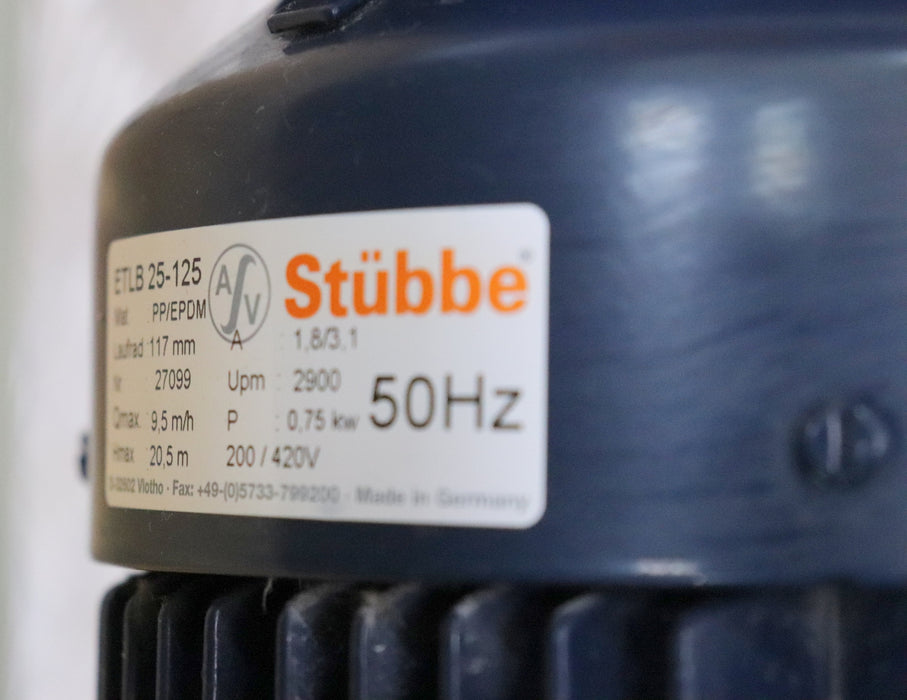 ETLB 25-125
ASV Stübbe®
Mat. : PP/EPDM
Laufrad : 117 mm A : 1,8/3,1
Nr : 27099 Upm : 2900
Qmax. : 9,5 m/h P : 0,75 kw 50Hz
Hmax : 20,5 m 200 / 420V
D-32602 Vlotho · Fax: +49-(0)5733-799200 · Made in Germany